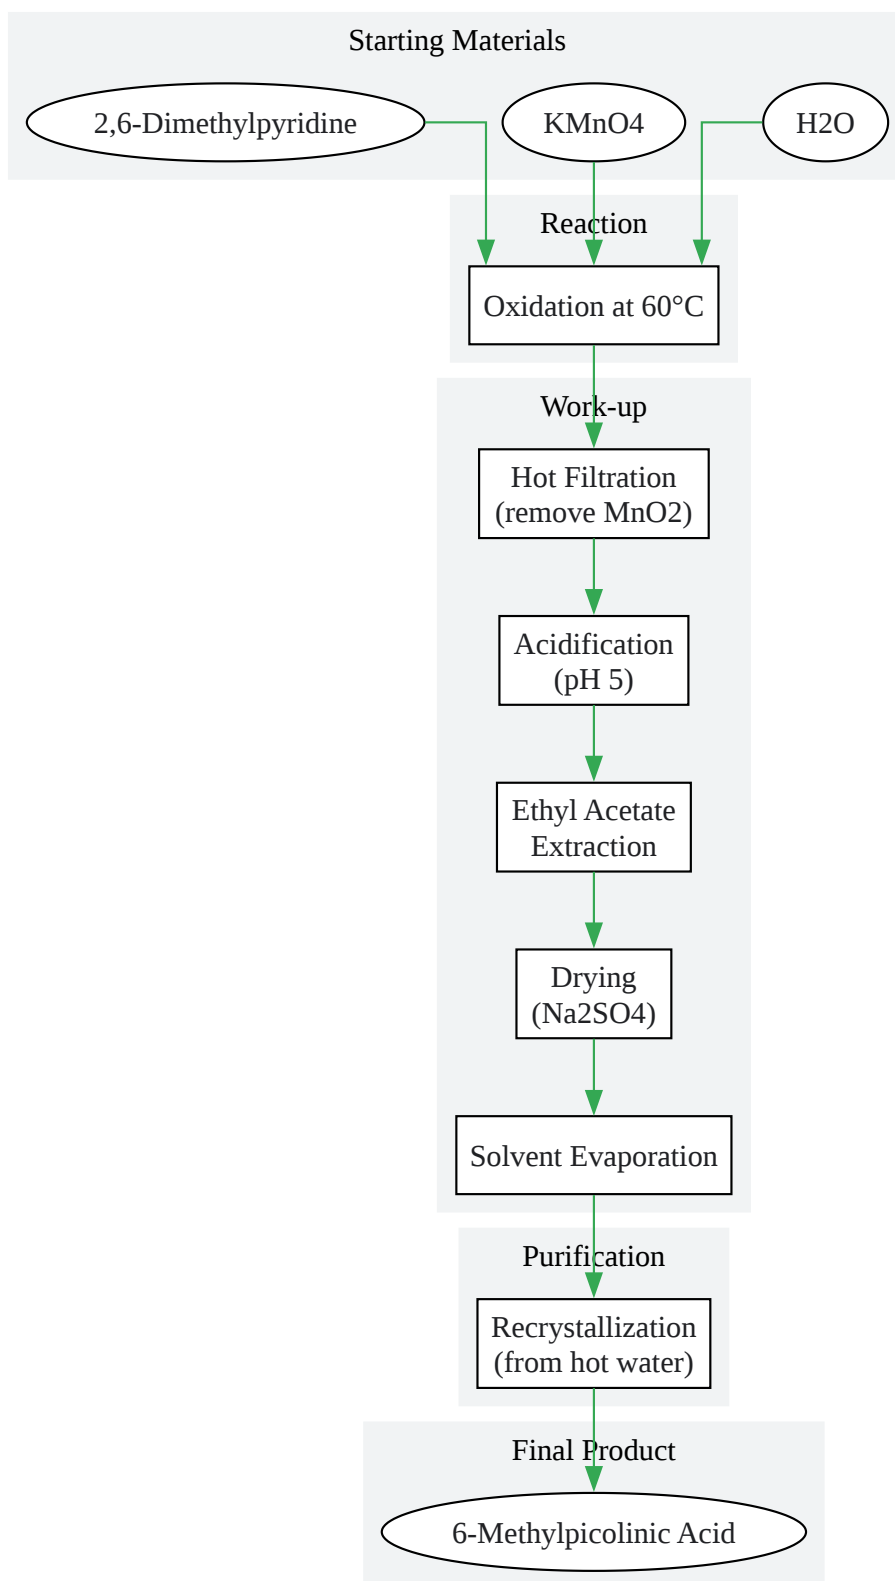 Starting Materials
2,6-Dimethylpyridine
KMnO4
H2O
Reaction
Oxidation at 60°C
Work-up
Hot Filtration
(remove MnO2)
Acidification
(pH 5)
Ethyl Acetate
Extraction
Drying
(Na2SO4)
Solvent Evaporation
Purification
Recrystallization
(from hot water)
Final Product
6-Methylpicolinic Acid